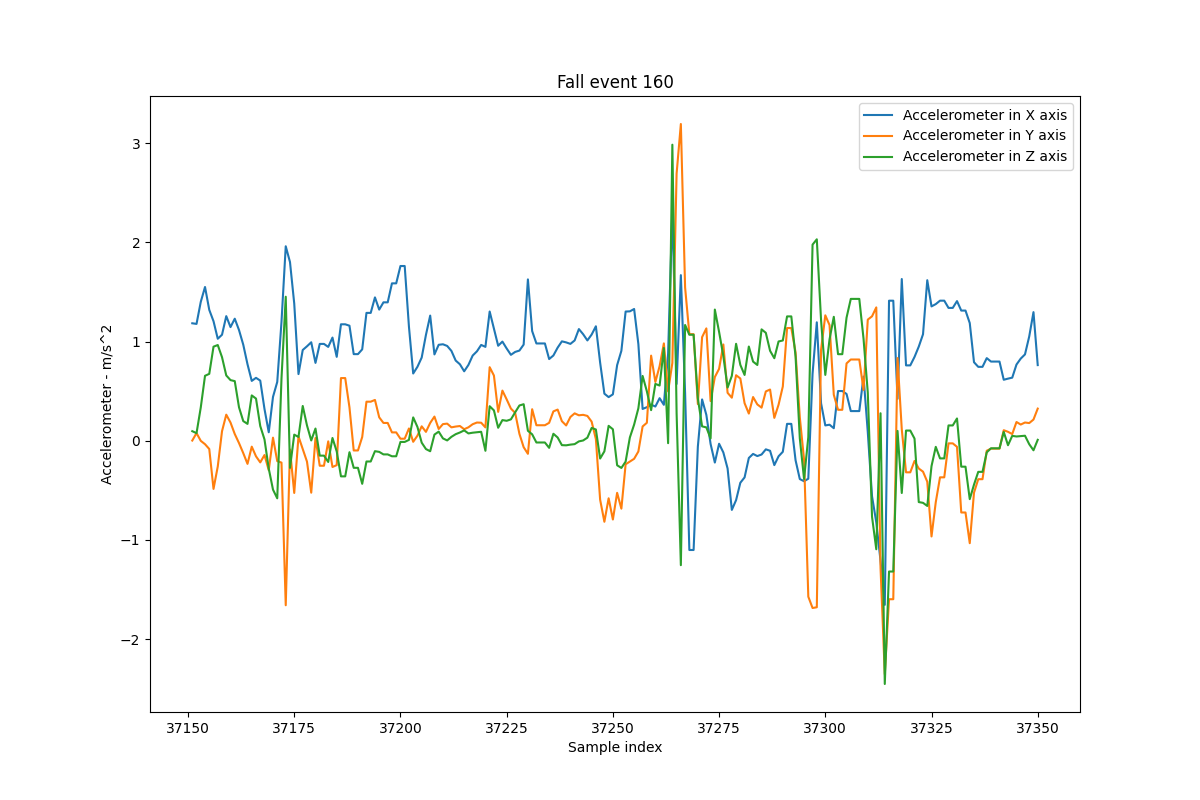 Fall event 160
Accelerometer in X axis
Accelerometer in Y axis
Accelerometer in Z axis
Accelerometer - m/s^2
3
2
1
0
−1
−2
37150 37175 37200 37225 37250 37275 37300 37325 37350
Sample index